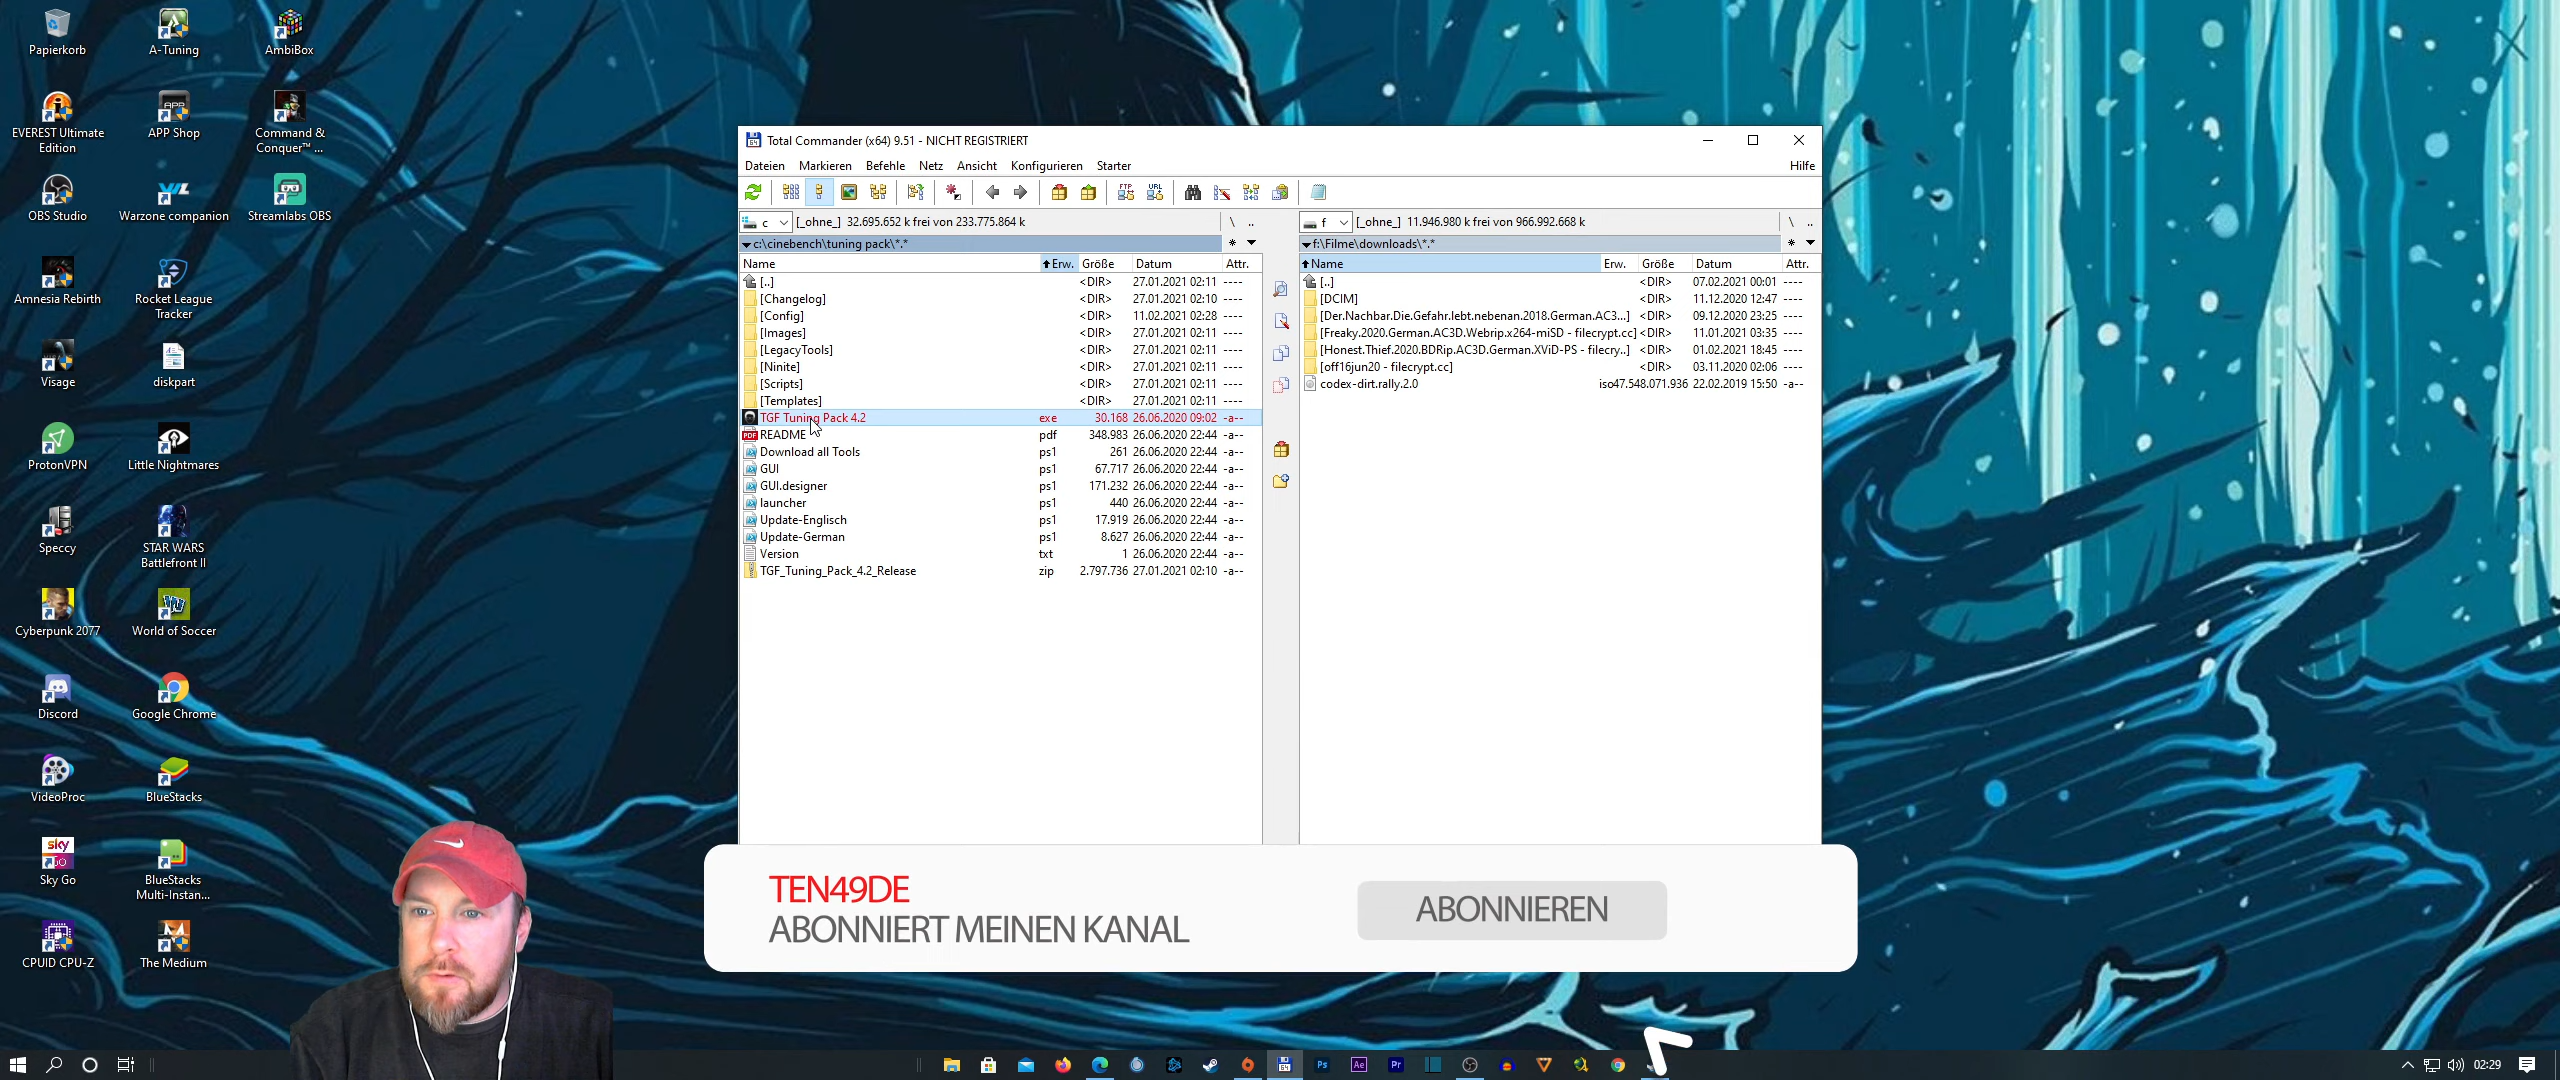 Papierkorb
A-Tuning
AmbiBox
EVEREST Ultimate
Edition
APP Shop
Command &
Conquer™ ...
OBS Studio
Warzone companion
Streamlabs OBS
Amnesia Rebirth
Rocket League
Tracker
Visage
diskpart
ProtonVPN
Little Nightmares
Speccy
STAR WARS
Battlefront II
Cyberpunk 2077
World of Soccer
Discord
Google Chrome
VideoProc
BlueStacks
sky
GO
Sky Go
BlueStacks
Multi-Instan...
CPUID CPU-Z
The Medium
Total Commander (x64) 9.51 - NICHT REGISTRIERT
Dateien Markieren Befehle Netz Ansicht Konfigurieren Starter Hilfe
FTP URL
c [_ohne_] 32.695.652 k frei von 233.775.864 k \ ..
c:\cinebench\tuning pack\*.* *
Name Erw. Größe Datum Attr.
[..] <DIR> 27.01.2021 02:11 ----
[Changelog] <DIR> 27.01.2021 02:10 ----
[Config] <DIR> 11.02.2021 02:28 ----
[Images] <DIR> 27.01.2021 02:11 ----
[LegacyTools] <DIR> 27.01.2021 02:11 ----
[Ninite] <DIR> 27.01.2021 02:11 ----
[Scripts] <DIR> 27.01.2021 02:11 ----
[Templates] <DIR> 27.01.2021 02:11 ----
TGF Tuning Pack 4.2 exe 30.168 26.06.2020 09:02 -a--
README pdf 348.983 26.06.2020 22:44 -a--
Download all Tools ps1 261 26.06.2020 22:44 -a--
GUI ps1 67.717 26.06.2020 22:44 -a--
GUI.designer ps1 171.232 26.06.2020 22:44 -a--
launcher ps1 440 26.06.2020 22:44 -a--
Update-Englisch ps1 17.919 26.06.2020 22:44 -a--
Update-German ps1 8.627 26.06.2020 22:44 -a--
Version txt 1 26.06.2020 22:44 -a--
TGF_Tuning_Pack_4.2_Release zip 2.797.736 27.01.2021 02:10 -a--
f [_ohne_] 11.946.980 k frei von 966.992.668 k \ ..
f:\Filme\downloads\*.* *
Name Erw. Größe Datum Attr.
[..] <DIR> 07.02.2021 00:01 ----
[DCIM] <DIR> 11.12.2020 12:47 ----
[Der.Nachbar.Die.Gefahr.lebt.nebenan.2018.German.AC3...] <DIR> 09.12.2020 23:25 ----
[Freaky.2020.German.AC3D.Webrip.x264-miSD - filecrypt.cc] <DIR> 11.01.2021 03:35 ----
[Honest.Thief.2020.BDRip.AC3D.German.XViD-PS - filecry..] <DIR> 01.02.2021 18:45 ----
[off16jun20 - filecrypt.cc] <DIR> 03.11.2020 02:06 ----
codex-dirt.rally.2.0 iso 47.548.071.936 22.02.2019 15:50 -a--
TEN49DE
ABONNIERT MEINEN KANAL
ABONNIEREN
Ps Ae Pr
02:29